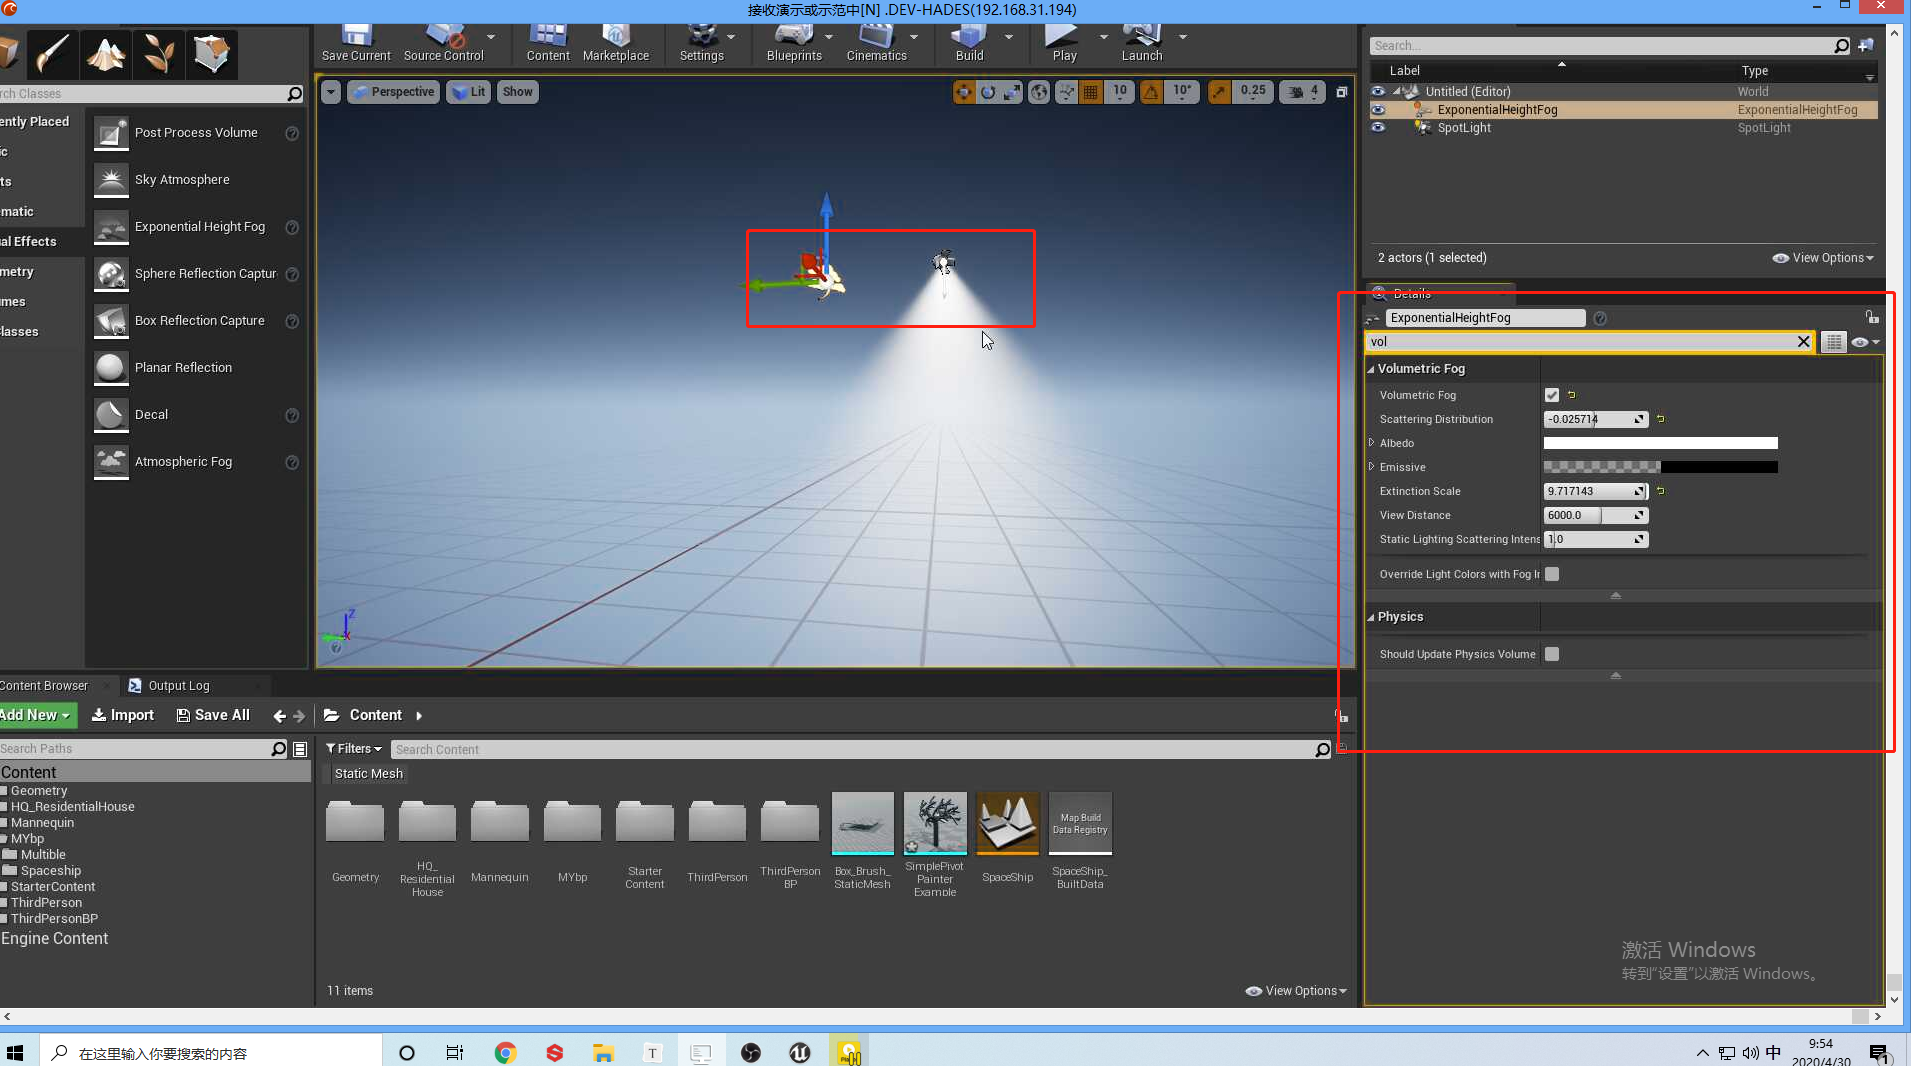 接收演示或示范中[N] .DEV-HADES(192.168.31.194)
Save Current
Source Control
Content
Marketplace
Settings
Blueprints
Cinematics
Build
Play
Launch
rch Classes
ently Placed
ic
ts
ematic
al Effects
metry
mes
lasses
Post Process Volume
Sky Atmosphere
Exponential Height Fog
Sphere Reflection Captur
Box Reflection Capture
Planar Reflection
Decal
Atmospheric Fog
Perspective
Lit
Show
10
10°
0.25
4
Z
X
Search...
Label
Type
Untitled (Editor)
World
ExponentialHeightFog
ExponentialHeightFog
SpotLight
SpotLight
2 actors (1 selected)
View Options
Details
ExponentialHeightFog
vol
Volumetric Fog
Volumetric Fog
Scattering Distribution
-0.025714
Albedo
Emissive
Extinction Scale
9.717143
View Distance
6000.0
Static Lighting Scattering Intens
1.0
Override Light Colors with Fog In
Physics
Should Update Physics Volume
Content Browser
Output Log
Add New
Import
Save All
Content
Search Paths
Filters
Search Content
Static Mesh
Content
Geometry
HQ_ResidentialHouse
Mannequin
MYbp
Multible
Spaceship
StarterContent
ThirdPerson
ThirdPersonBP
Engine Content
Geometry
HQ_
Residential
House
Mannequin
MYbp
Starter
Content
ThirdPerson
ThirdPerson
BP
Box_Brush_
StaticMesh
SimplePivot
Painter
Example
SpaceShip
Map Build
Data Registry
SpaceShip_
BuiltData
11 items
View Options
激活 Windows
转到"设置"以激活 Windows。
在这里输入你要搜索的内容
T
中
9:54
2020/4/30
1